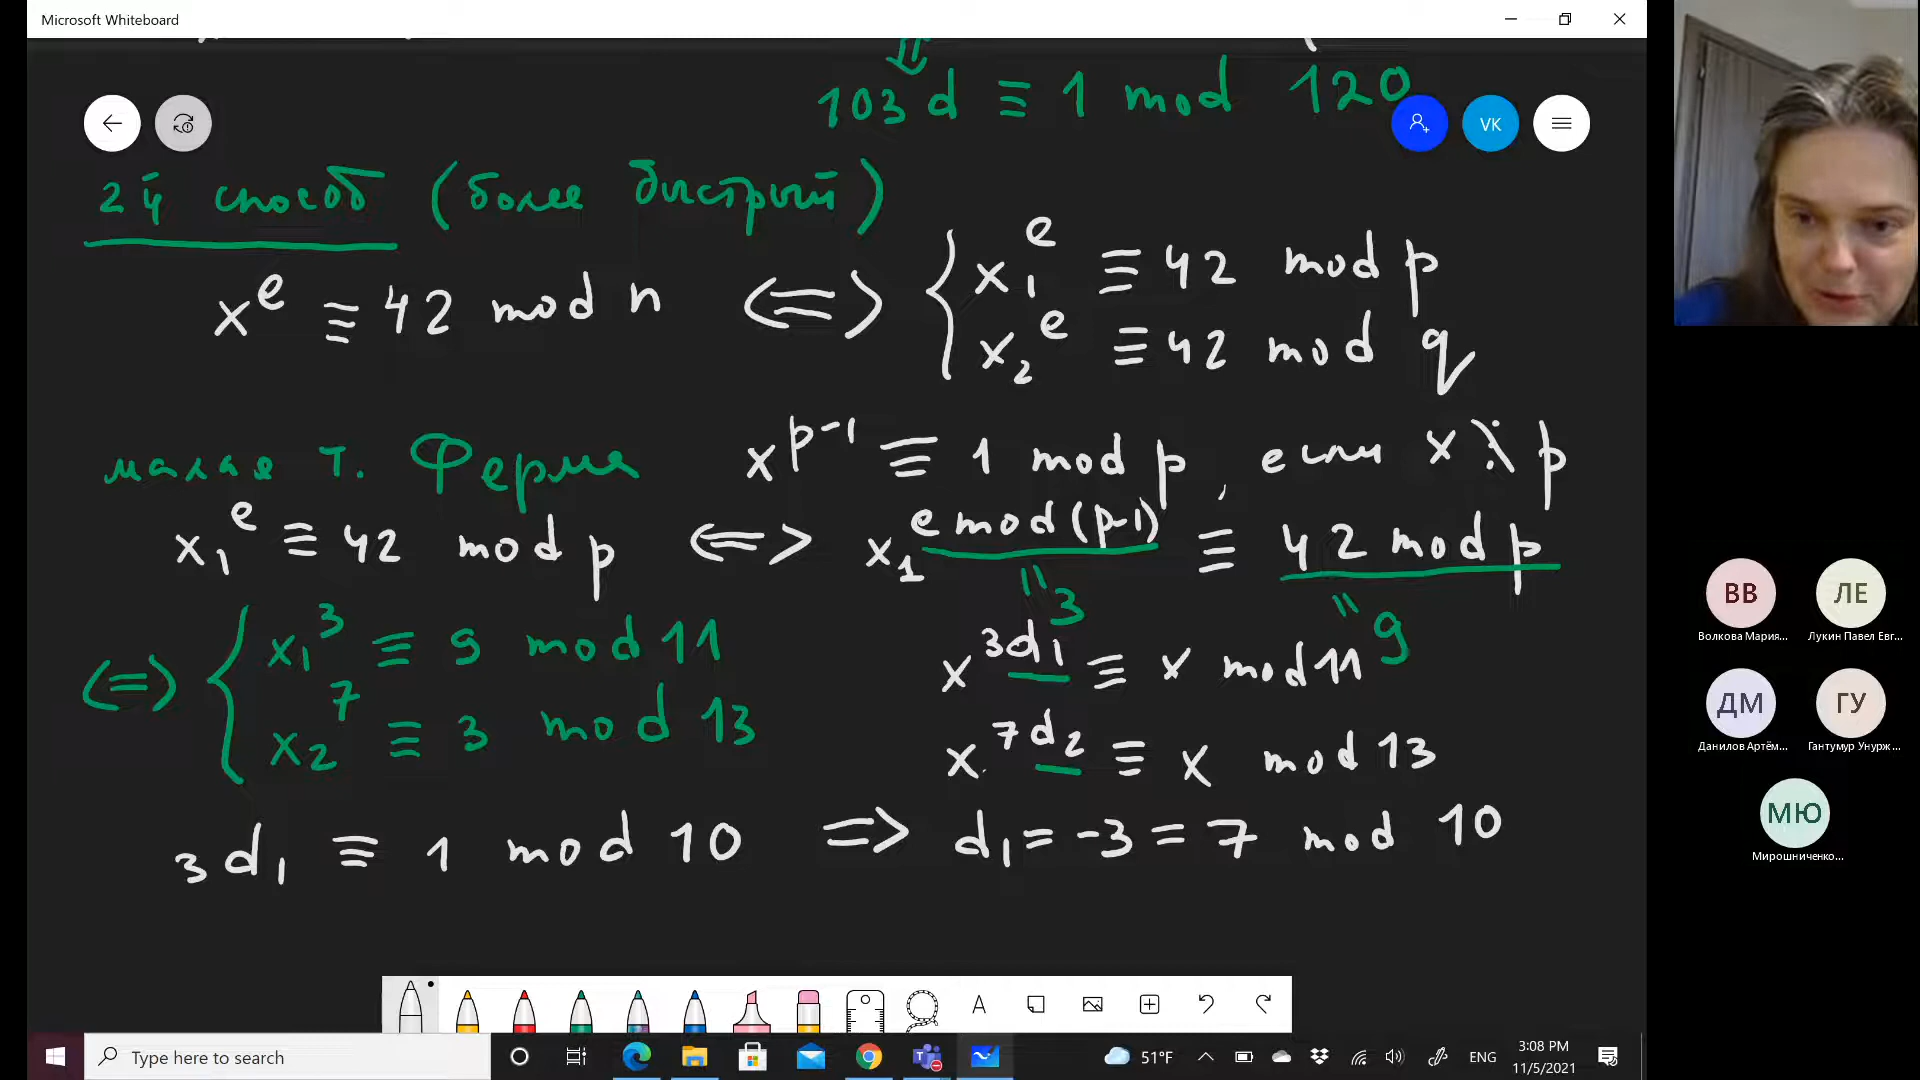 Microsoft Whiteboard
103 d ≡ 1 mod 120
VK
2й способ (более быстрый)
x^e ≡ 42 mod n <=> { x₁^e ≡ 42 mod p
x₂^e ≡ 42 mod q
малая т. Ферма x^(p-1) ≡ 1 mod p, если x ⋮̸ p
x₁^e ≡ 42 mod p <=> x₁^(e mod (p-1)) ≡ 42 mod p
" 3 " 9
<=> { x₁³ ≡ 9 mod 11
x₂⁷ ≡ 3 mod 13
x^(3d₁) ≡ x mod 11
x^(7d₂) ≡ x mod 13
3d₁ ≡ 1 mod 10 => d₁ = -3 = 7 mod 10
ВВ
Волкова Мария...
ЛЕ
Лукин Павел Евг...
ДМ
Данилов Артём...
ГУ
Гантумур Унурж...
МЮ
Мирошниченко...
Type here to search
51°F
ENG
3:08 PM
11/5/2021